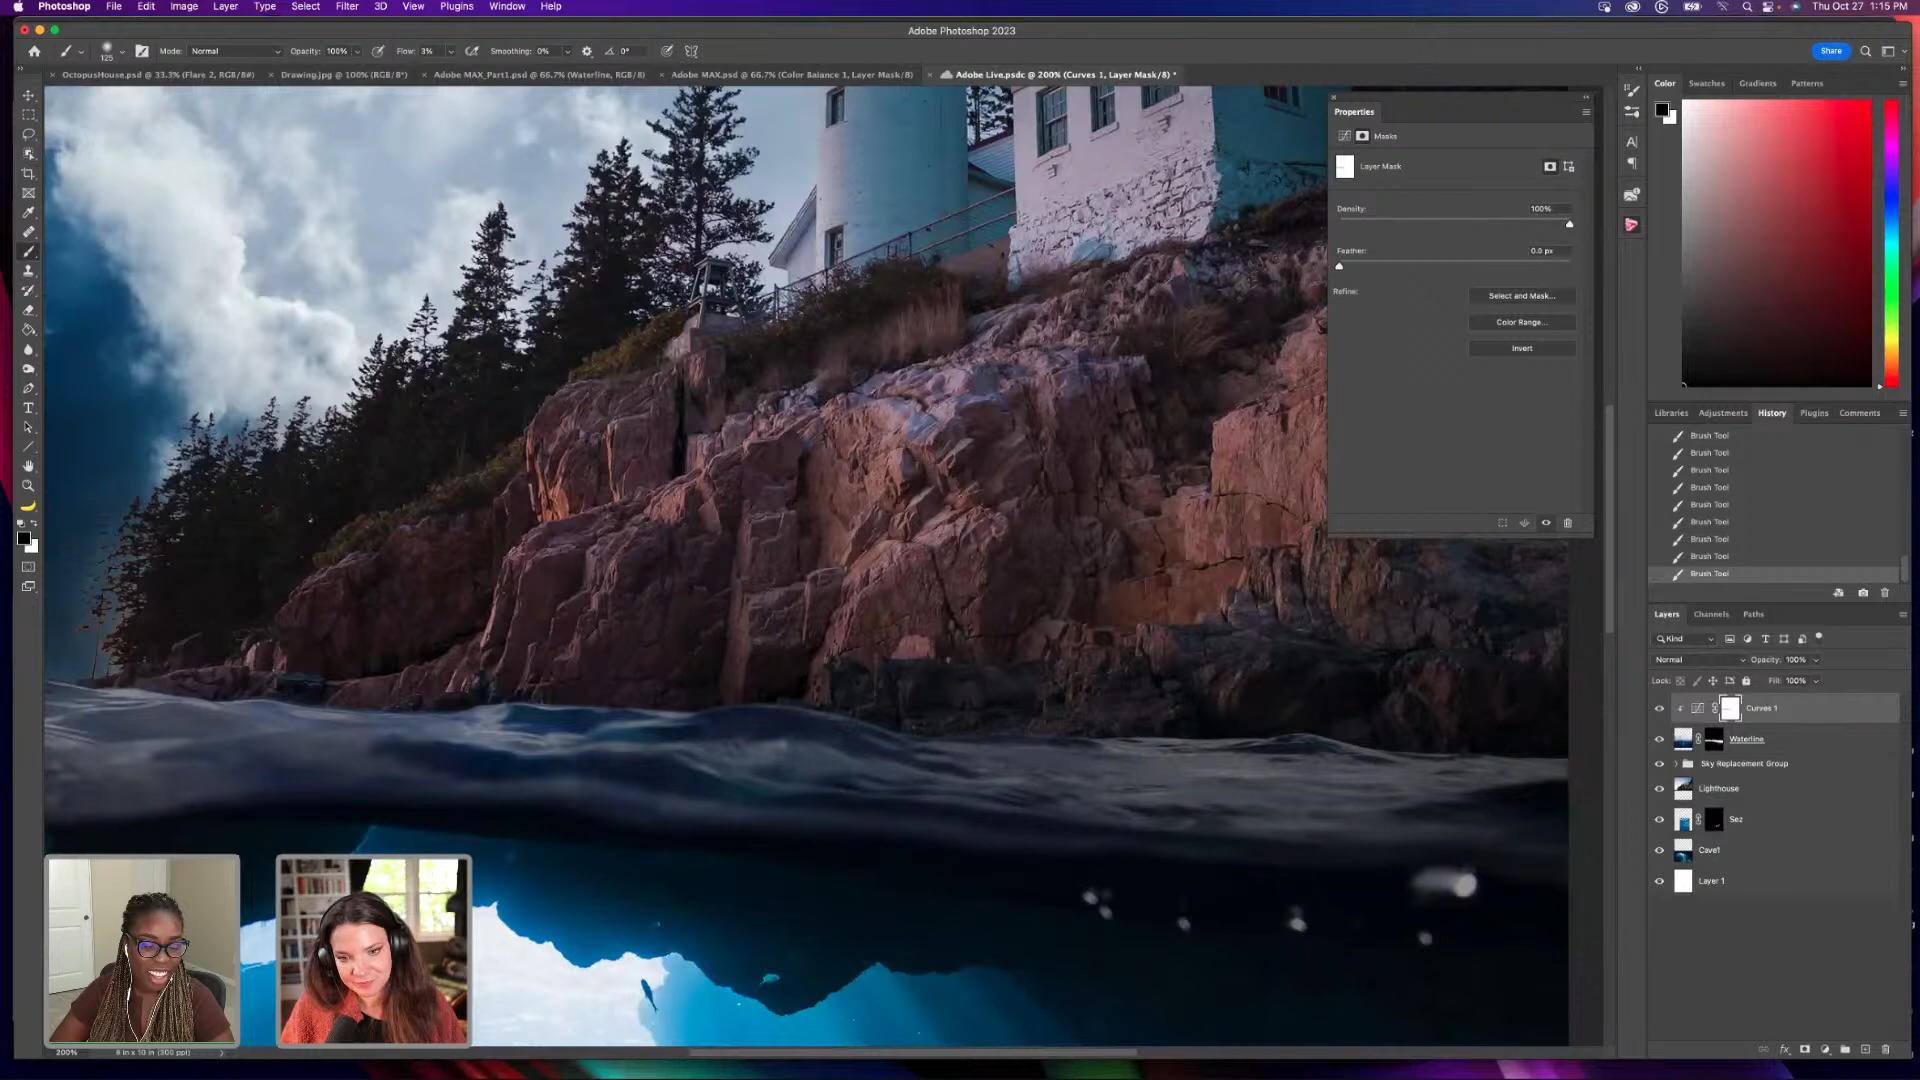 Photoshop File Edit Image Layer Type Select Filter 3D View Plugins Window Help
Thu Oct 27 1:15 PM
Adobe Photoshop 2023
125 Mode: Normal Opacity: 100% Flow: 3% Smoothing: 0% 0° Share
OctopusHouse.psd @ 33.3% (Flare 2, RGB/8#) Drawing.jpg @ 100% (RGB/8*) Adobe MAX_Part1.psd @ 66.7% (Waterline, RGB/8) Adobe MAX.psd @ 66.7% (Color Balance 1, Layer Mask/8) Adobe Live.psdc @ 200% (Curves 1, Layer Mask/8) *
Properties
Masks
Layer Mask
Density: 100%
Feather: 0.0 px
Refine: Select and Mask...
Color Range...
Invert
Color Swatches Gradients Patterns
Libraries Adjustments History Plugins Comments
Brush Tool
Brush Tool
Brush Tool
Brush Tool
Brush Tool
Brush Tool
Brush Tool
Brush Tool
Brush Tool
Layers Channels Paths
Kind
Normal Opacity: 100%
Lock: Fill: 100%
Curves 1
Waterline
Sky Replacement Group
Lighthouse
Sez
Cave1
Layer 1
200% 8 in x 10 in (300 ppi)